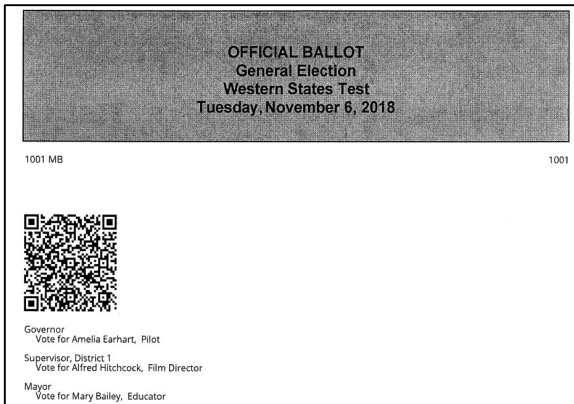 OFFICIAL BALLOT
General Election
Western States Test
Tuesday, November 6, 2018
1001 MB 1001
Governor
Vote for Amelia Earhart, Pilot
Supervisor, District 1
Vote for Alfred Hitchcock, Film Director
Mayor
Vote for Mary Bailey, Educator